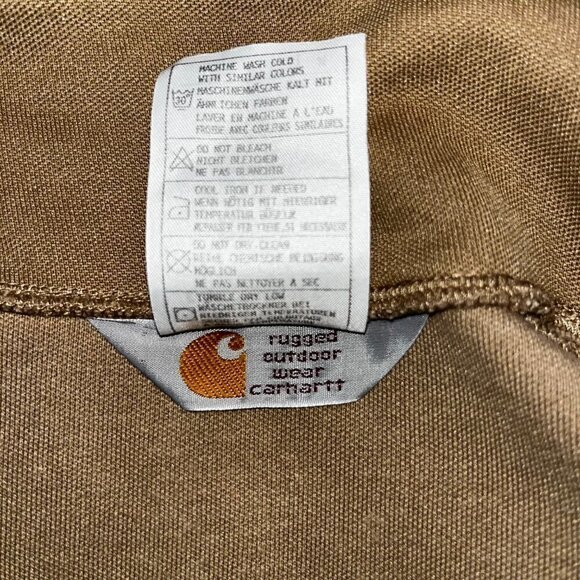 MACHINE WASH COLD
WITH SIMILAR COLORS
30°
MASCHINENWÄSCHE KALT MIT
ÄHNLICHEN FARBEN
LAVER EN MACHINE A L'EAU
FROIDE AVEC COULEURS SIMILAIRES
DO NOT BLEACH
NICHT BLEICHEN
NE PAS BLANCHIR
COOL IRON IF NEEDED
WENN NÖTIG MIT NIEDRIGER
TEMPERATUR BÜGELN
REPASSER PER TIEDE, SI NECESSAIRE
DO NOT DRY-CLEAN
KEINE CHEMISCHE REINIGUNG
MÖGLICH
NE PAS NETTOYER A SEC
TUMBLE DRY LOW
WÄSCHETROCKNER BEI
NIEDRIGEN TEMPERATUREN
rugged
outdoor
wear
carhartt